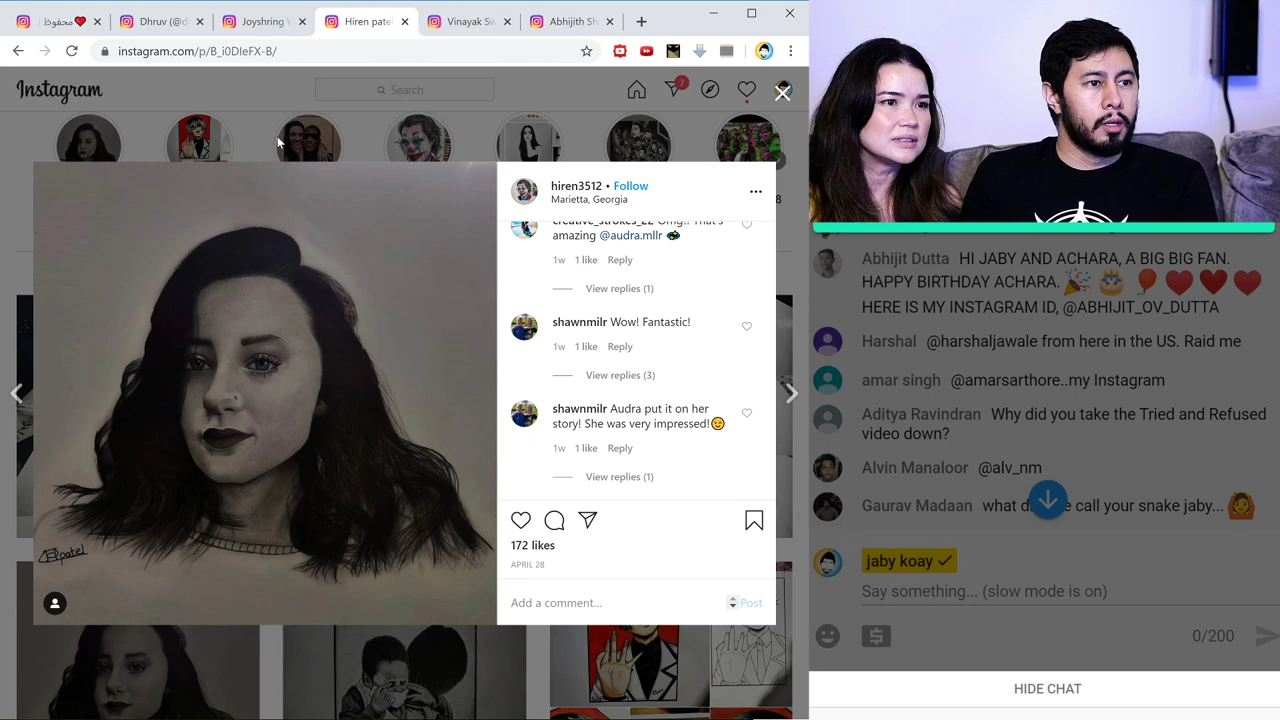 محفوظ ❤️
Dhruv (@d
Joyshring
Hiren patel
Vinayak Sw
Abhijith Sh
instagram.com/p/B_i0DleFX-B/
Instagram
Search
7
hiren3512 • Follow
Marietta, Georgia
creative_strokes_22 Omg!! That's
amazing @audra.mllr
1w 1 like Reply
View replies (1)
shawnmilr Wow! Fantastic!
1w 1 like Reply
View replies (3)
shawnmilr Audra put it on her
story! She was very impressed!😉
1w 1 like Reply
View replies (1)
172 likes
APRIL 28
Add a comment...
Post
patel
Abhijit Dutta HI JABY AND ACHARA, A BIG BIG FAN.
HAPPY BIRTHDAY ACHARA. 🎉 🎂 🎈 ♥️ ♥️ ♥️
HERE IS MY INSTAGRAM ID, @ABHIJIT_OV_DUTTA
Harshal @harshaljawale from here in the US. Raid me
amar singh @amarsarthore..my Instagram
Aditya Ravindran Why did you take the Tried and Refused
video down?
Alvin Manaloor @alv_nm
Gaurav Madaan what call your snake jaby... 🙆
jaby koay ✓
Say something... (slow mode is on)
0/200
HIDE CHAT